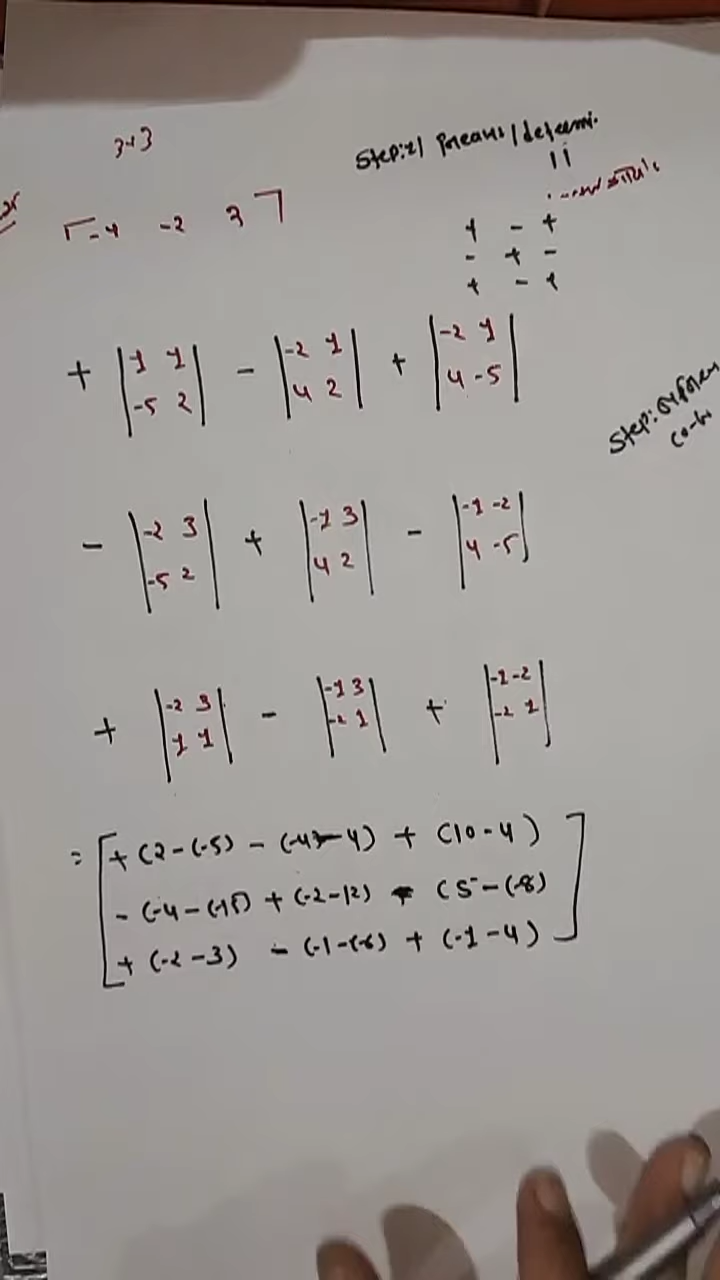 3×3
Step:2/
⌈-1 -2 3⌉
+ - +
- + -
+ - +
+ |1 1| - |-2 1| + |-2 1|
|-5 2| |4 2| |4 -5|
Step:
- |-2 3| + |-1 3| - |-1 -2|
|-5 2| |4 2| |4 -5|
+ |-2 3| - |-1 3| + |-1 -2|
|1 1| |-2 1| |-2 1|
= [+ (2-(-5) - (-4-4) + (10-4)
- (-4-(-15) + (-2-12) - (5-(-8)
+ (-2-3) - (-1-(-6) + (-1-4)]